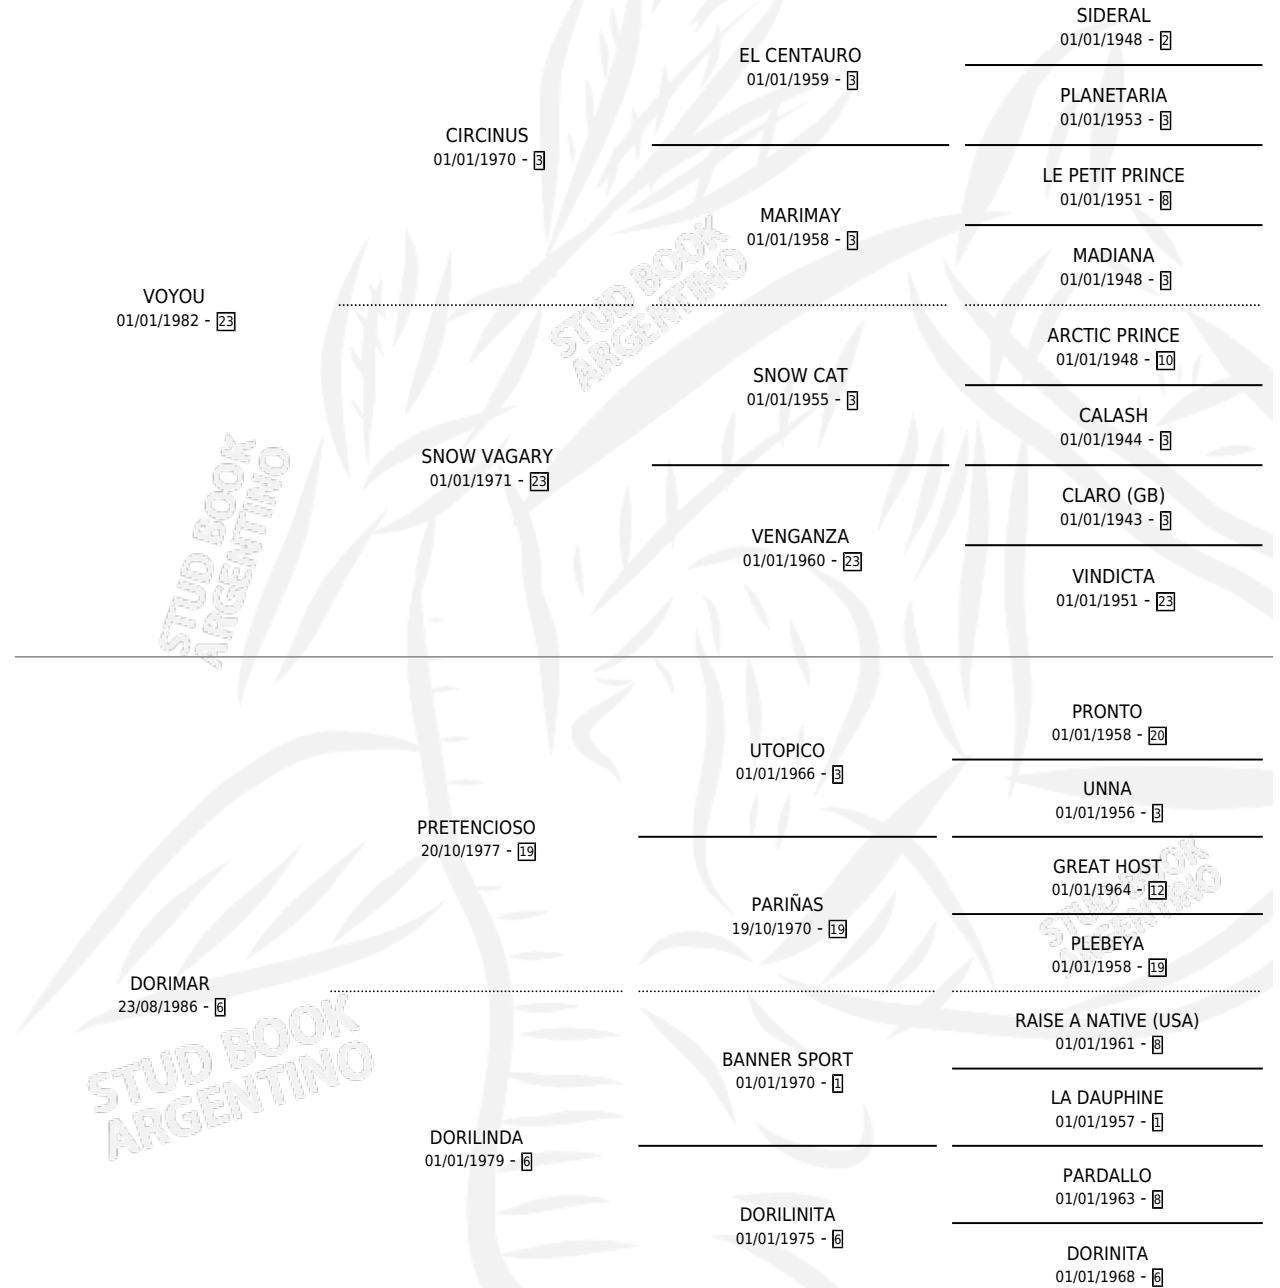 SIDERAL
01/01/1948 - 2
EL CENTAURO
01/01/1959 - 3
PLANETARIA
01/01/1953 - 3
CIRCINUS
01/01/1970 - 3
LE PETIT PRINCE
01/01/1951 - 8
MARIMAY
01/01/1958 - 3
MADIANA
01/01/1948 - 3
VOYOU
01/01/1982 - 23
ARCTIC PRINCE
01/01/1948 - 10
SNOW CAT
01/01/1955 - 3
CALASH
01/01/1944 - 3
SNOW VAGARY
01/01/1971 - 23
CLARO (GB)
01/01/1943 - 3
VENGANZA
01/01/1960 - 23
VINDICTA
01/01/1951 - 23
STUD BOOK
ARGENTINO
STUD BOOK
ARGENTINO
PRONTO
01/01/1958 - 20
UTOPICO
01/01/1966 - 3
UNNA
01/01/1956 - 3
PRETENCIOSO
20/10/1977 - 19
GREAT HOST
01/01/1964 - 12
PARIÑAS
19/10/1970 - 19
PLEBEYA
01/01/1958 - 19
DORIMAR
23/08/1986 - 6
RAISE A NATIVE (USA)
01/01/1961 - 8
BANNER SPORT
01/01/1970 - 1
LA DAUPHINE
01/01/1957 - 1
DORILINDA
01/01/1979 - 6
PARDALLO
01/01/1963 - 8
DORILINITA
01/01/1975 - 6
DORINITA
01/01/1968 - 6
STUD BOOK
ARGENTINO
STUD BOOK
ARGENTINO